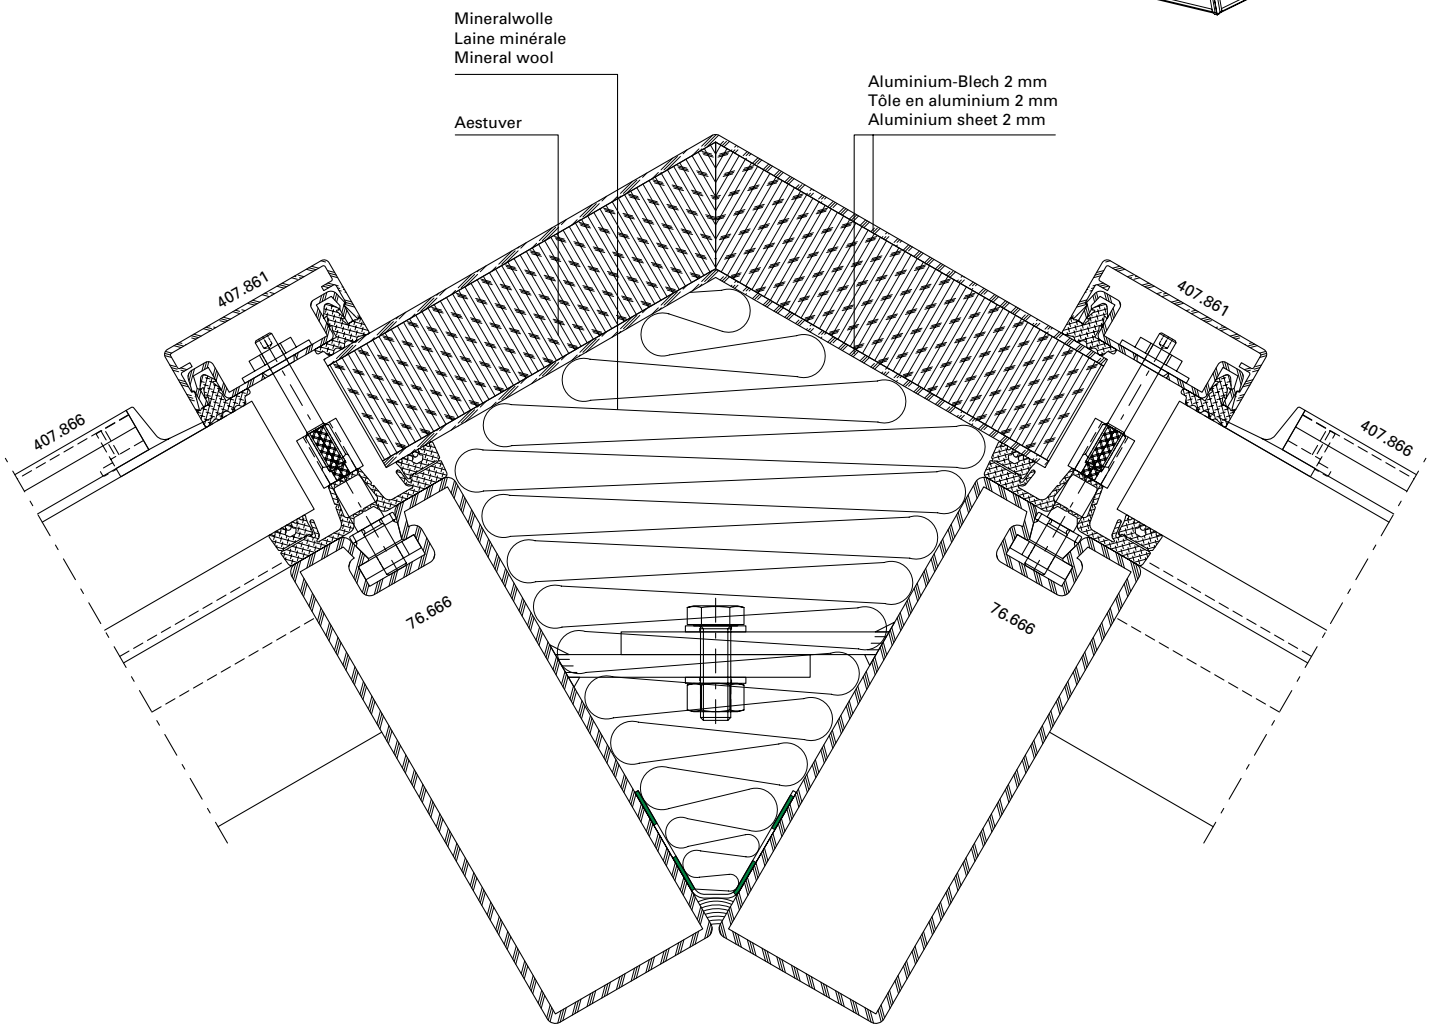 Mineralwolle
Laine minérale
Mineral wool
Aestuver
Aluminium-Blech 2 mm
Tôle en aluminium 2 mm
Aluminium sheet 2 mm
407.861
407.861
407.866
407.866
76.666
76.666